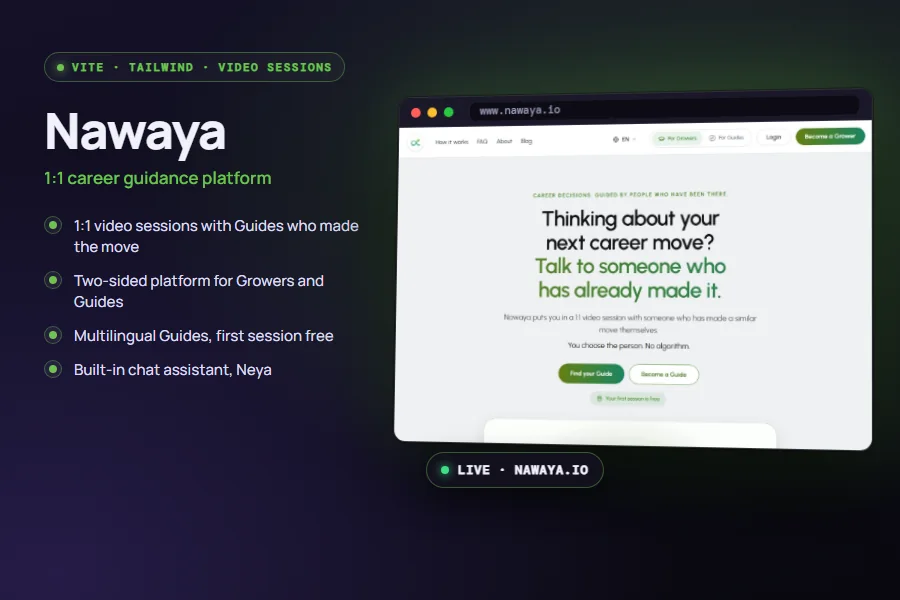 VITE · TAILWIND · VIDEO SESSIONS
Nawaya
1:1 career guidance platform
1:1 video sessions with Guides who made
the move
Two-sided platform for Growers and
Guides
Multilingual Guides, first session free
Built-in chat assistant, Neya
www.nawaya.io
How it works FAQ About Blog EN For Growers For Guides Login Become a Grower
CAREER DECISIONS, GUIDED BY PEOPLE WHO HAVE BEEN THERE.
Thinking about your
next career move?
Talk to someone who
has already made it.
Nawaya puts you in a 1:1 video session with someone who has made a similar
move themselves.
You choose the person. No algorithm.
Find your Guide Become a Guide
Your first session is free
LIVE · NAWAYA.IO